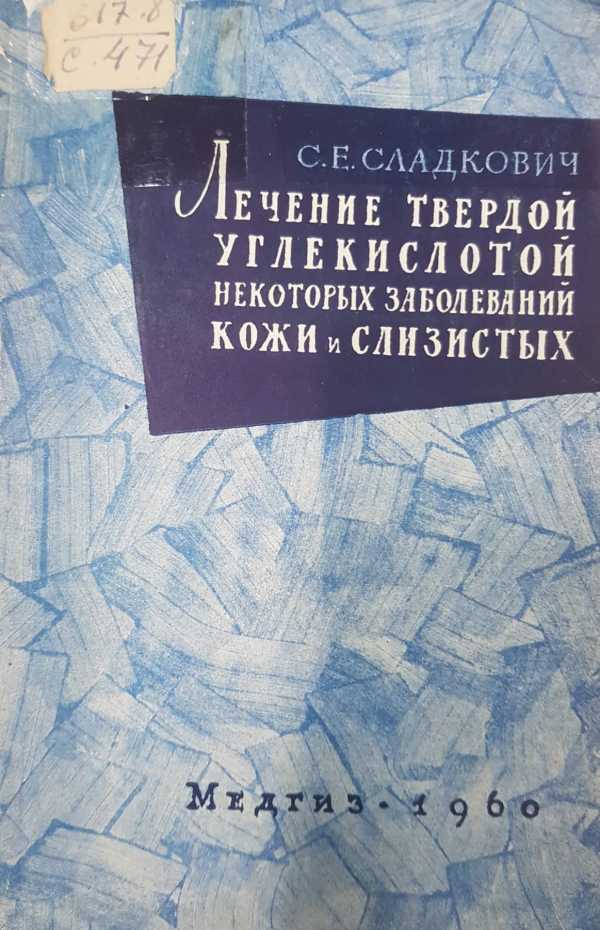 617.8
С.471
С.Е.СЛАДКОВИЧ
ЛЕЧЕНИЕ ТВЕРДОЙ
УГЛЕКИСЛОТОЙ
НЕКОТОРЫХ ЗАБОЛЕВАНИЙ
КОЖИ и СЛИЗИСТЫХ
МЕДГИЗ · 1960